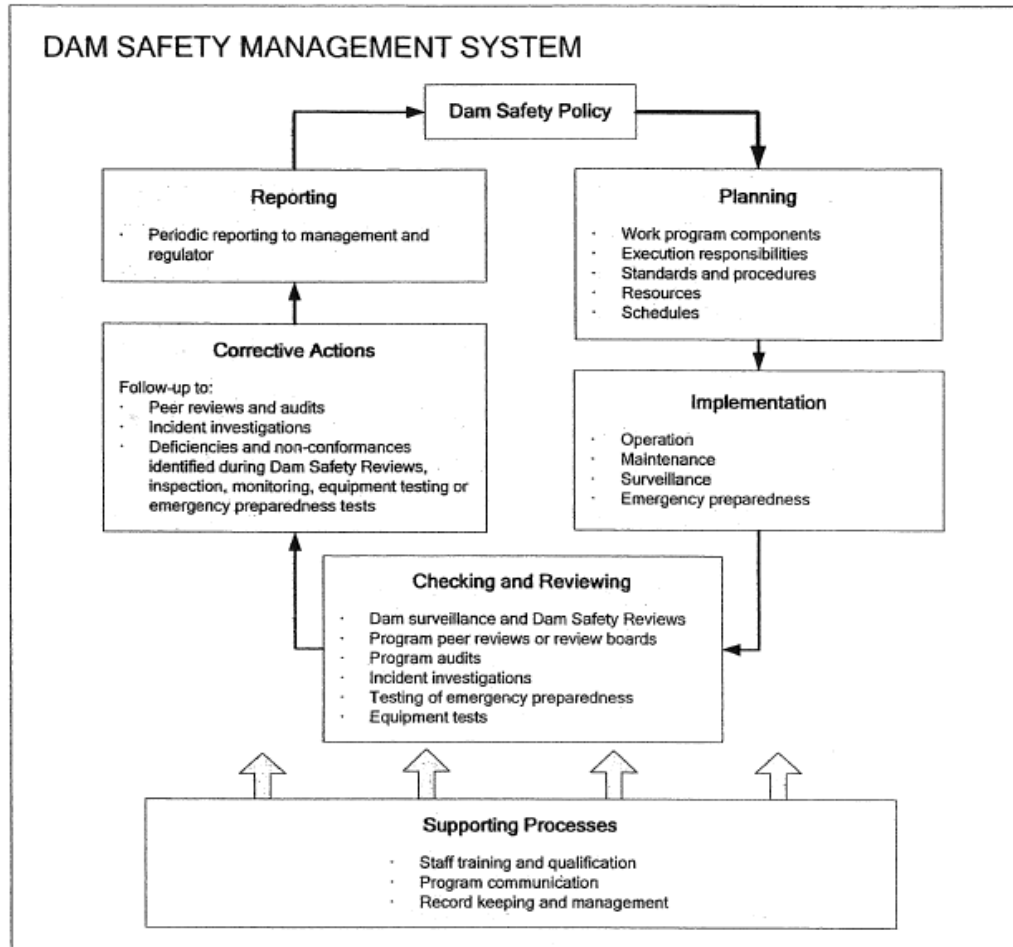 DAM SAFETY MANAGEMENT SYSTEM
Dam Safety Policy
Reporting
· Periodic reporting to management and
regulator
Planning
· Work program components
· Execution responsibilities
· Standards and procedures
· Resources
· Schedules
Corrective Actions
Follow-up to:
· Peer reviews and audits
· Incident investigations
· Deficiencies and non-conformances
identified during Dam Safety Reviews,
inspection, monitoring, equipment testing or
emergency preparedness tests
Implementation
· Operation
· Maintenance
· Surveillance
· Emergency preparedness
Checking and Reviewing
· Dam surveillance and Dam Safety Reviews
· Program peer reviews or review boards
· Program audits
· Incident investigations
· Testing of emergency preparedness
· Equipment tests
Supporting Processes
· Staff training and qualification
· Program communication
· Record keeping and management